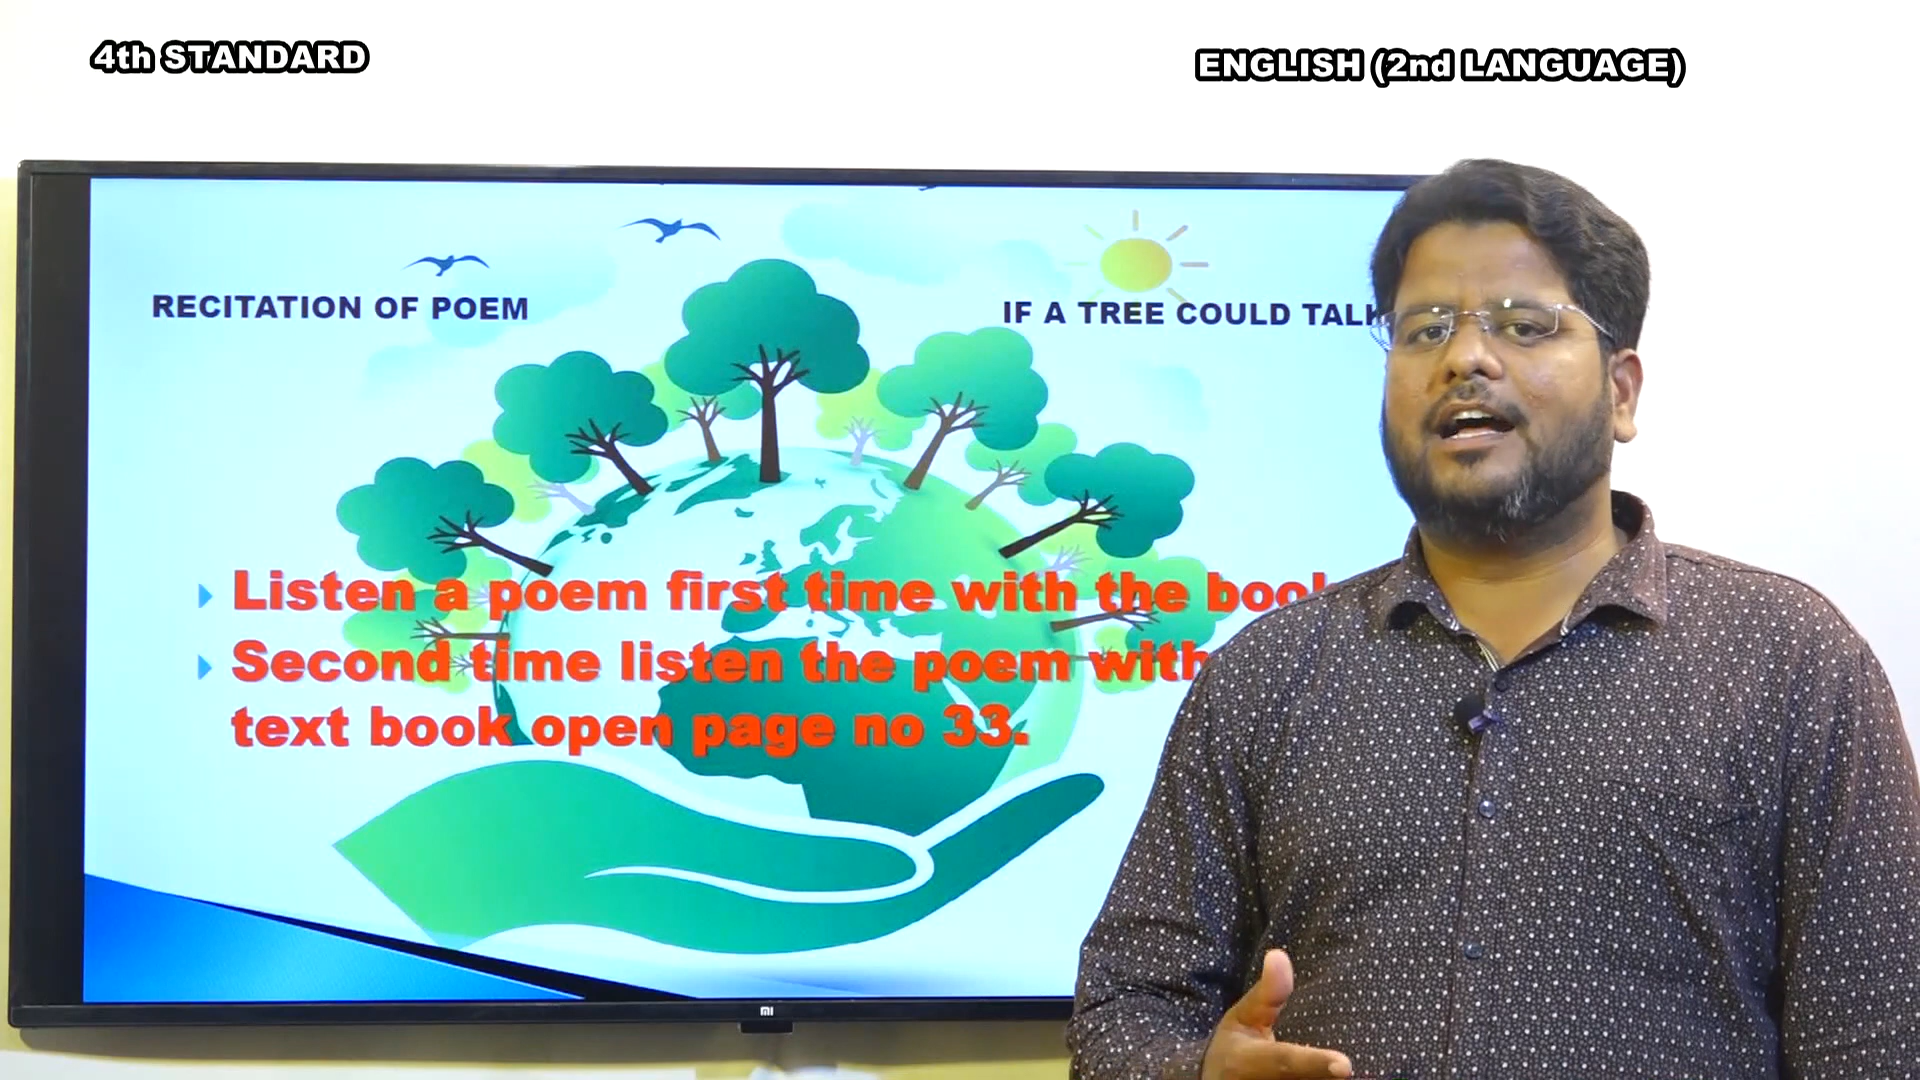 4th STANDARD
ENGLISH (2nd LANGUAGE)
RECITATION OF POEM
IF A TREE COULD TALK
Listen a poem first time with the
Second time listen the poem with
text book open page no 33.
mi